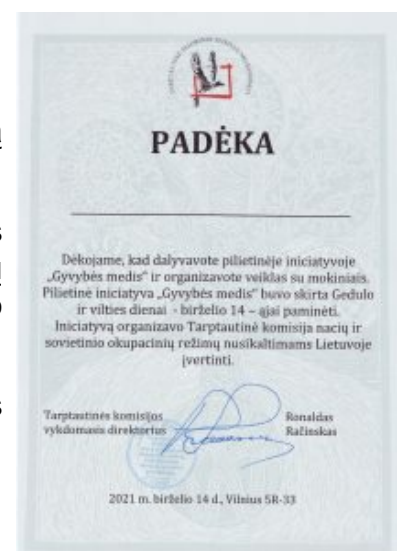 PADĖKA
Dėkojame, kad dalyvavote pilietinėje iniciatyvoje
„Gyvybės medis" ir organizavote veiklas su mokiniais.
Pilietinė iniciatyva „Gyvybės medis" buvo skirta Gedulo
ir vilties dienai - birželio 14 – ąjai paminėti.
Iniciatyvą organizavo Tarptautinė komisija nacių ir
sovietinio okupacinių režimų nusikaltimams Lietuvoje
įvertinti.
Tarptautinės komisijos
vykdomasis direktorius
Ronaldas
Račinskas
2021 m. birželio 14 d., Vilnius 5R-33